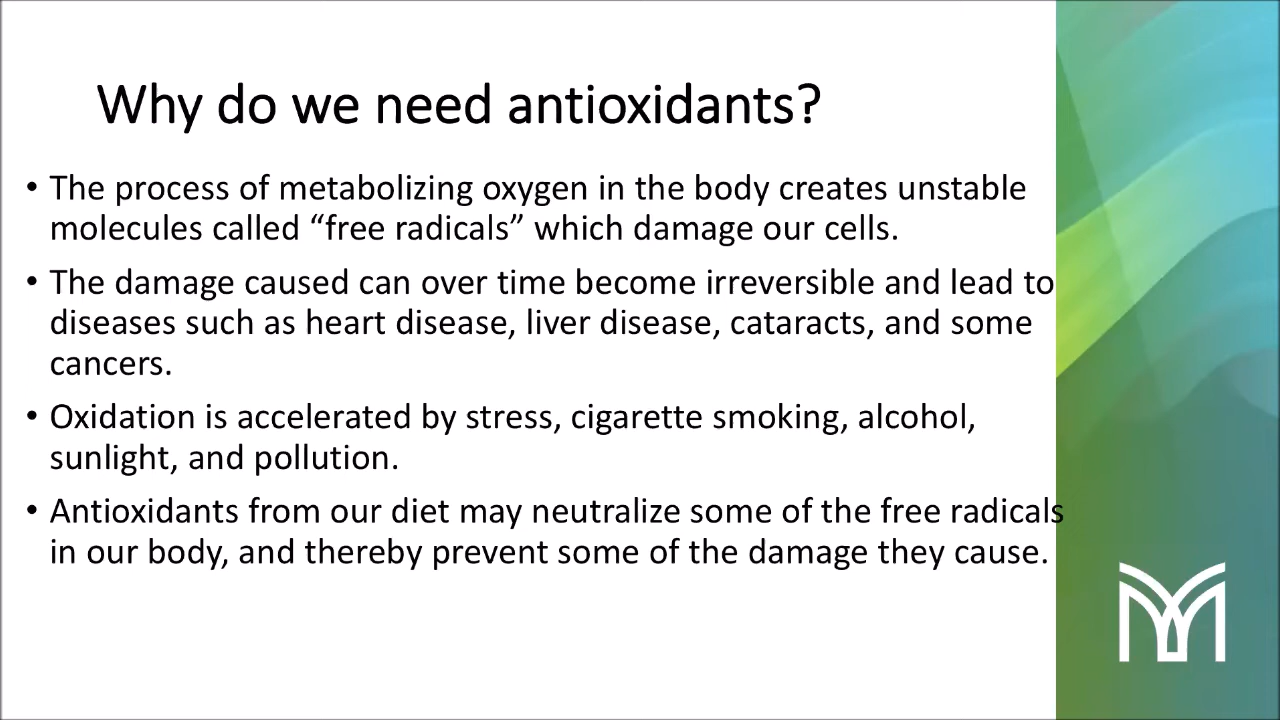 Why do we need antioxidants?
• The process of metabolizing oxygen in the body creates unstable
molecules called “free radicals” which damage our cells.
• The damage caused can over time become irreversible and lead to
diseases such as heart disease, liver disease, cataracts, and some
cancers.
• Oxidation is accelerated by stress, cigarette smoking, alcohol,
sunlight, and pollution.
• Antioxidants from our diet may neutralize some of the free radicals
in our body, and thereby prevent some of the damage they cause.